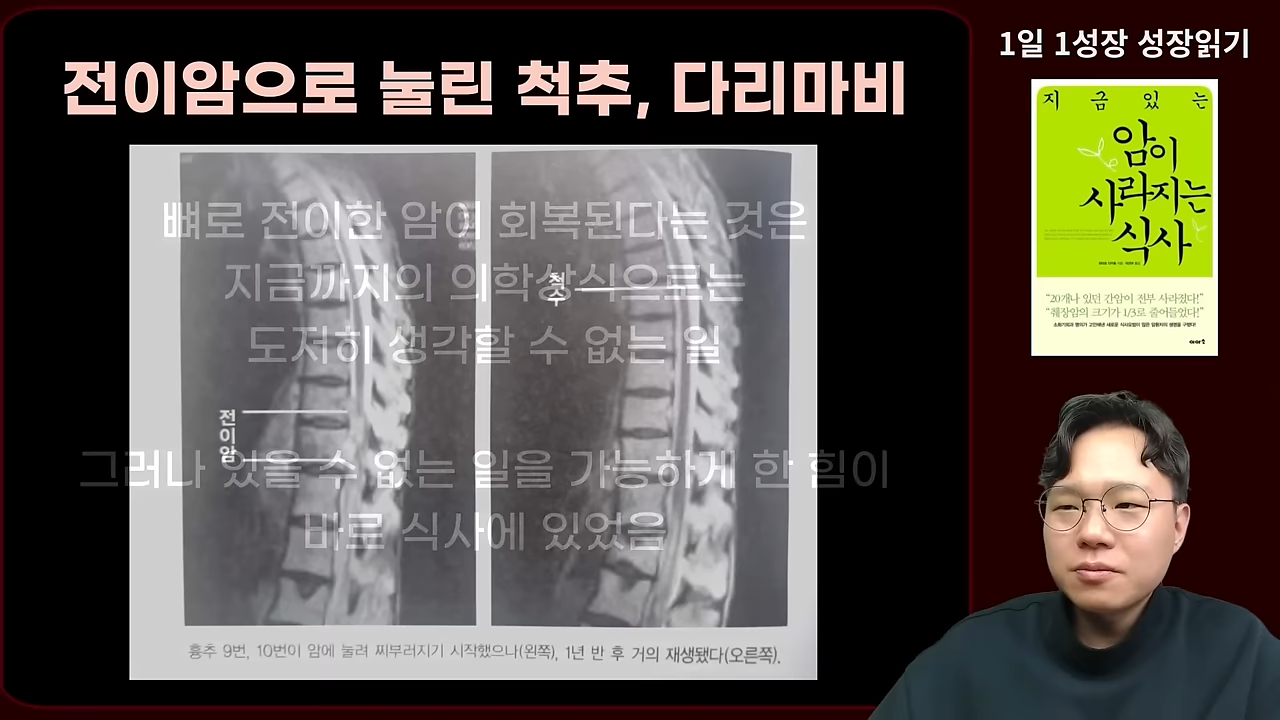 전이암으로 눌린 척추, 다리마비
뼈로 전이한 암이 회복된다는 것은
지금까지의 의학상식으로는
도저히 생각할 수 없는 일
척수
전이암
그러나 있을 수 없는 일을 가능하게 한 힘이
바로 식사에 있었음
흉추 9번, 10번이 암에 눌려 찌부러지기 시작했으나(왼쪽), 1년 반 후 거의 재생됐다(오른쪽).
1일 1성장 성장읽기
지금있는
암이
사라지는
식사
“20개나 있던 간암이 전부 사라졌다!”
“췌장암의 크기가 1/3로 줄어들었다!”